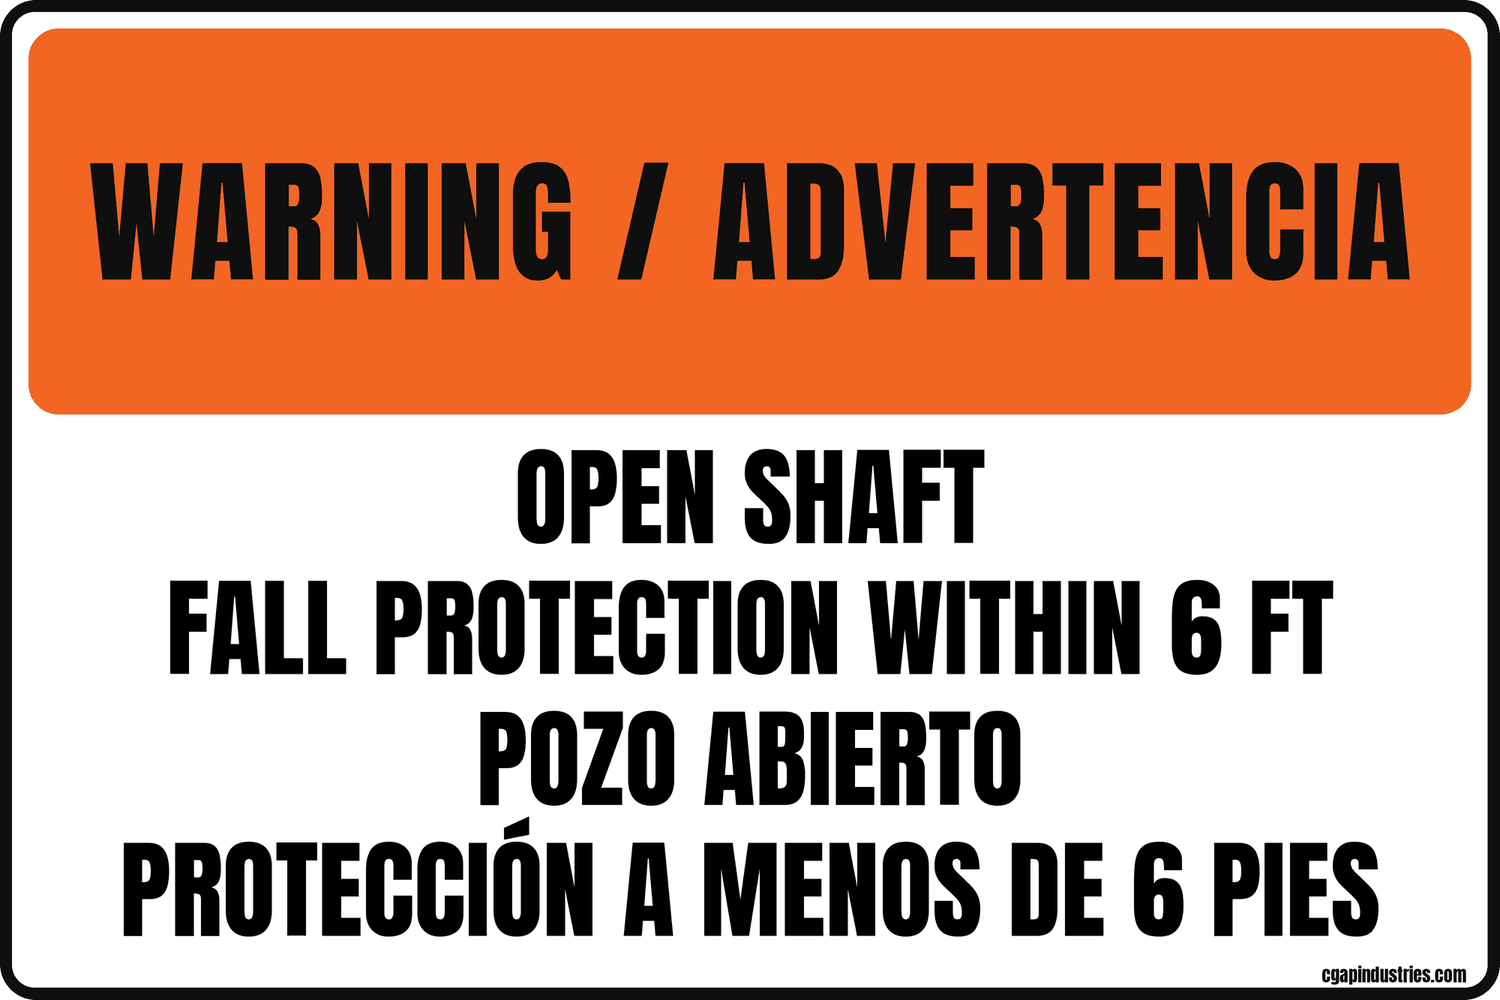 WARNING / ADVERTENCIA
OPEN SHAFT
FALL PROTECTION WITHIN 6 FT
POZO ABIERTO
PROTECCIÓN A MENOS DE 6 PIES
cgapindustries.com